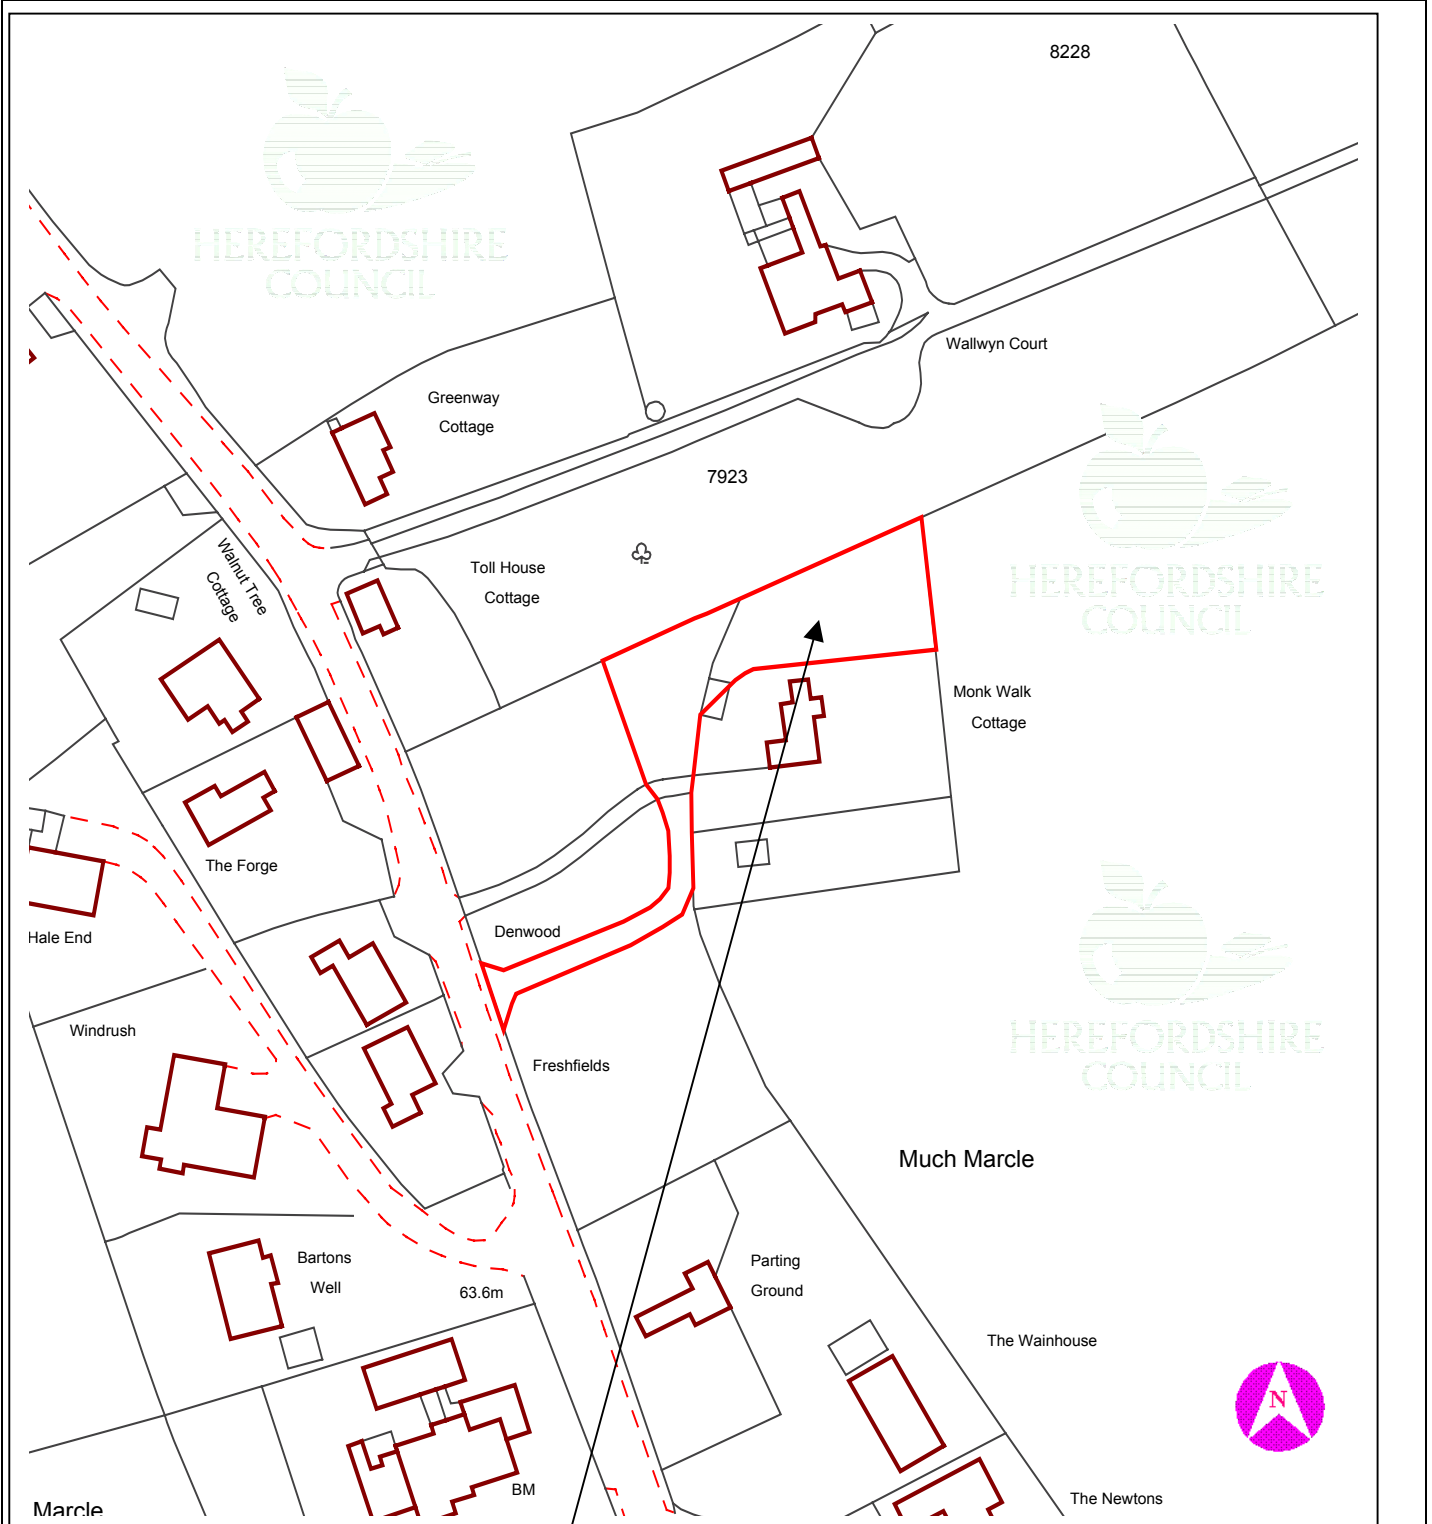 8228
HEREFORDSHIRE
COUNCIL
Wallwyn Court
Greenway
Cottage
7923
HEREFORDSHIRE
COUNCIL
Walnut Tree
Cottage
Toll House
Cottage
Monk Walk
Cottage
The Forge
Hale End
Denwood
Windrush
HEREFORDSHIRE
COUNCIL
Freshfields
Much Marcle
Bartons
Well
63.6m
Parting
Ground
The Wainhouse
N
BM
The Newtons
Marcle